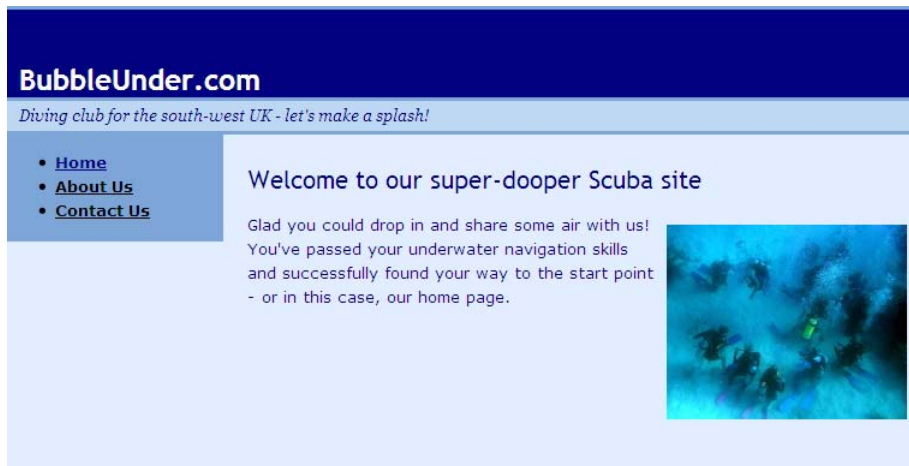 BubbleUnder.com
Diving club for the south-west UK - let's make a splash!
Home
About Us
Contact Us
Welcome to our super-dooper Scuba site
Glad you could drop in and share some air with us!
You've passed your underwater navigation skills
and successfully found your way to the start point
- or in this case, our home page.